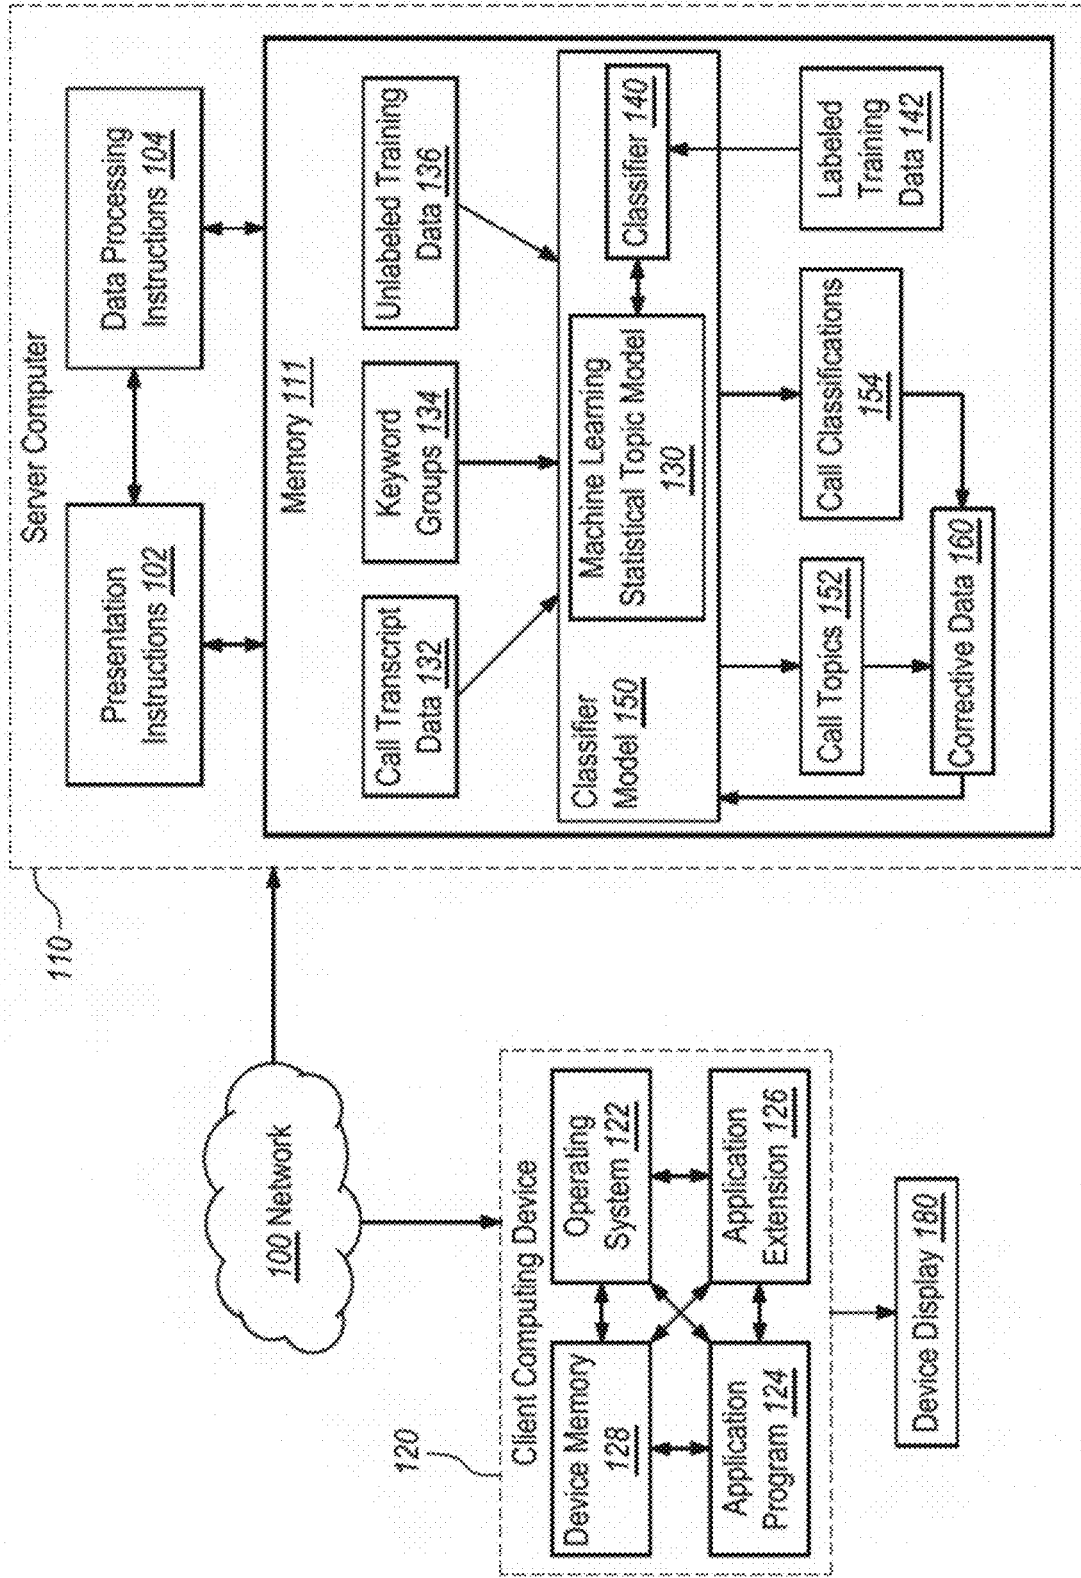 120
Client Computing Device
Device Memory
128
Operating
System 122
Application
Program 124
Application
Extension 126
Device Display 180
100 Network
110
Server Computer
Presentation
Instructions 102
Data Processing
Instructions 104
Memory 111
Call Transcript
Data 132
Keyword
Groups 134
Unlabeled Training
Data 136
Classifier
Model 150
Machine Learning
Statistical Topic Model
130
Classifier 140
Call Topics 152
Call Classifications
154
Labeled
Training
Data 142
Corrective Data 160